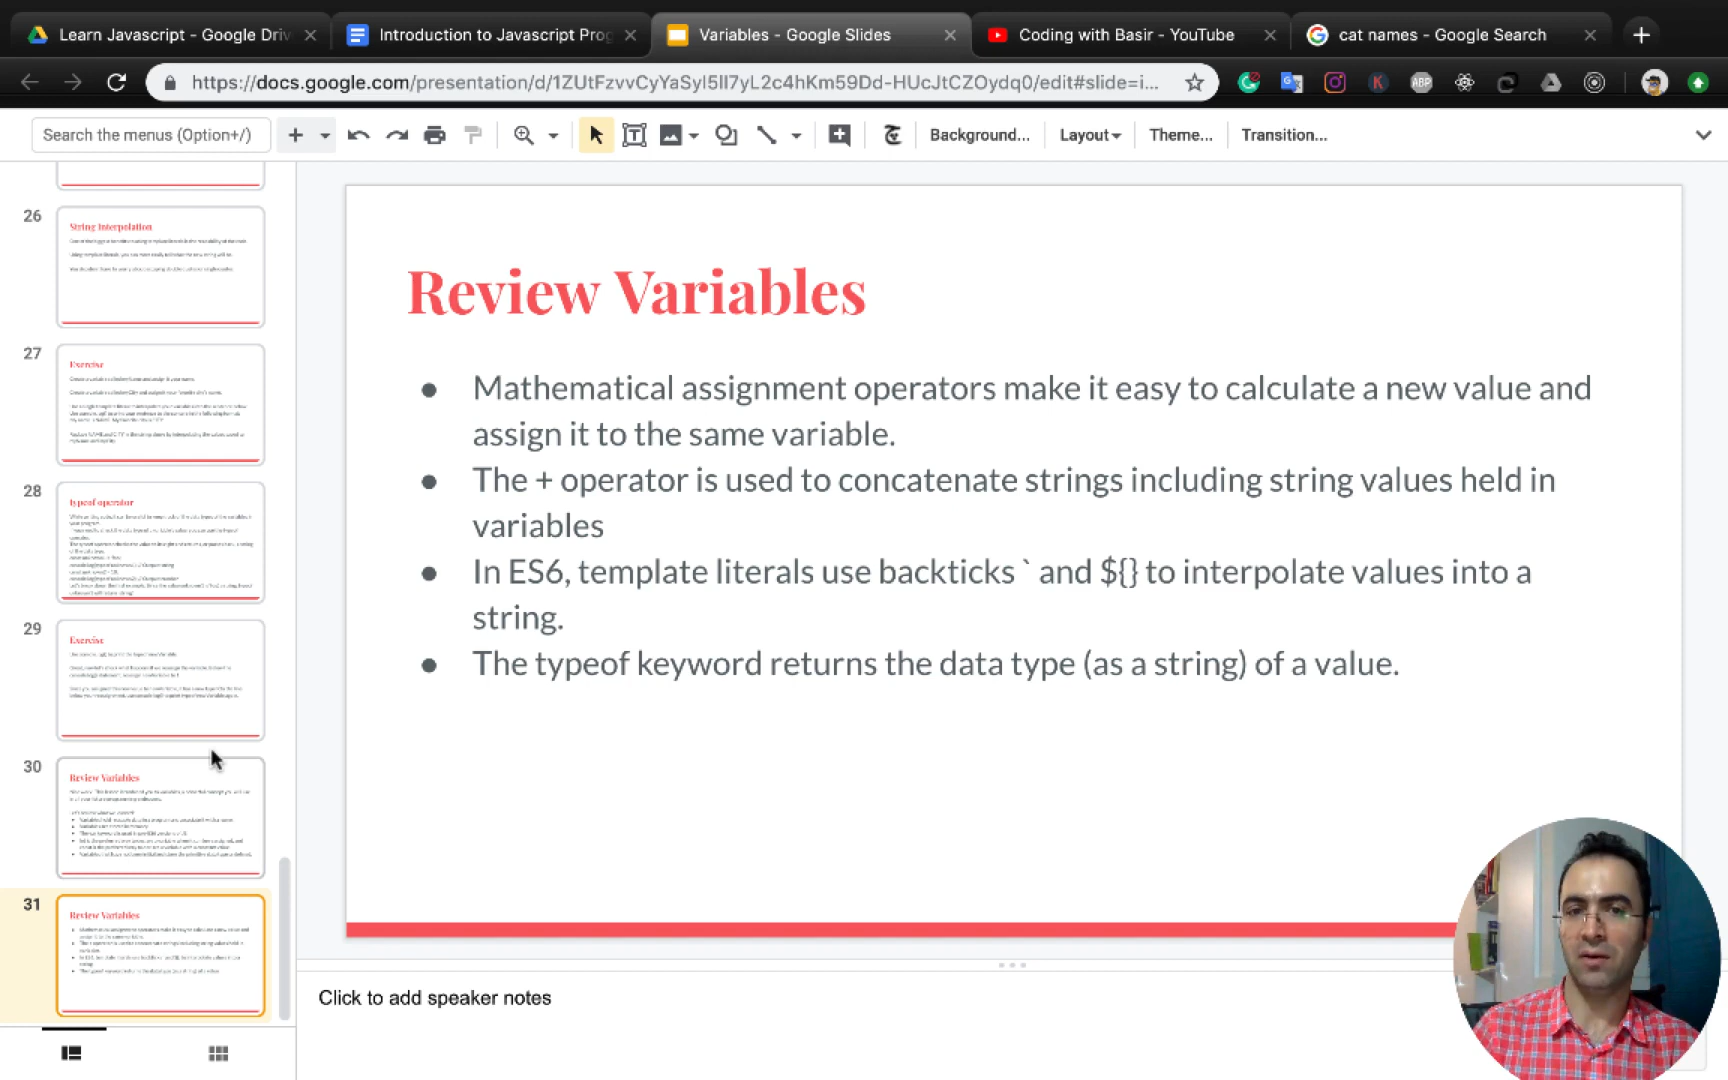 Learn Javascript - Google Driv
Introduction to Javascript Prog
Variables - Google Slides
Coding with Basir - YouTube
cat names - Google Search
https://docs.google.com/presentation/d/1ZUtFzvvCyYaSyl5ll7yL2c4hKm59Dd-HUcJtCZOydq0/edit#slide=i...
ABP
Search the menus (Option+/)
Background...
Layout
Theme...
Transition...
26
String Interpolation
27
Exercise
28
typeof operator
29
Exercise
30
Review Variables
31
Review Variables
Review Variables
● Mathematical assignment operators make it easy to calculate a new value and
assign it to the same variable.
● The + operator is used to concatenate strings including string values held in
variables
● In ES6, template literals use backticks ` and ${} to interpolate values into a
string.
● The typeof keyword returns the data type (as a string) of a value.
Click to add speaker notes